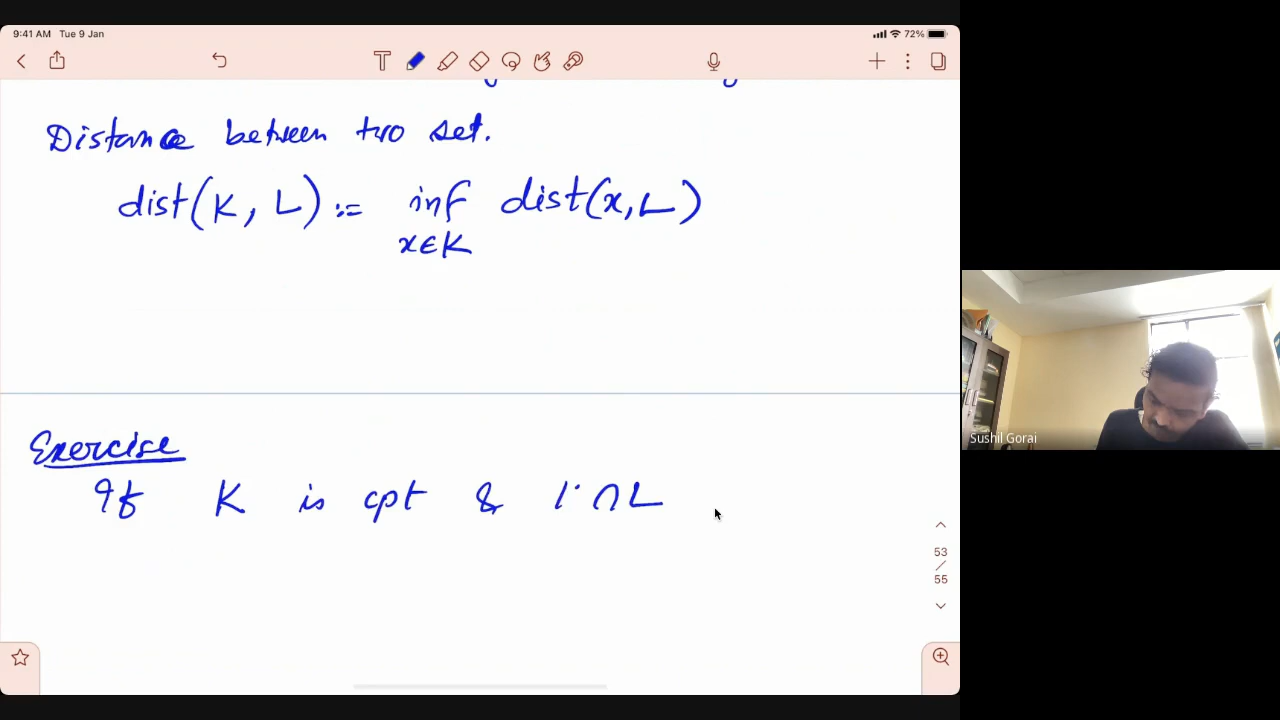 9:41 AM Tue 9 Jan
72%
T
Distance between two set.
dist(K, L) := inf dist(x, L)
x∈K
Exercise
If K is cpt & ∩L
53
/
55
Sushil Gorai